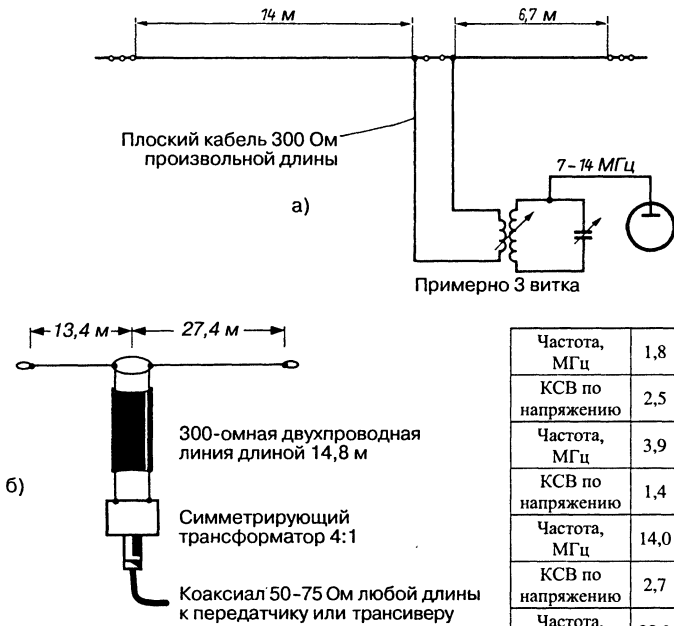 14 м
6,7 м
Плоский кабель 300 Ом
произвольной длины
7-14 МГц
а)
Примерно 3 витка
13,4 м
27,4 м
300-омная двухпроводная
линия длиной 14,8 м
б)
Симметрирующий
трансформатор 4:1
Коаксиал 50-75 Ом любой длины
к передатчику или трансиверу
Частота,
МГц
1,8
КСВ по
напряжению
2,5
Частота,
МГц
3,9
КСВ по
напряжению
1,4
Частота,
МГц
14,0
КСВ по
напряжению
2,7
Частота,